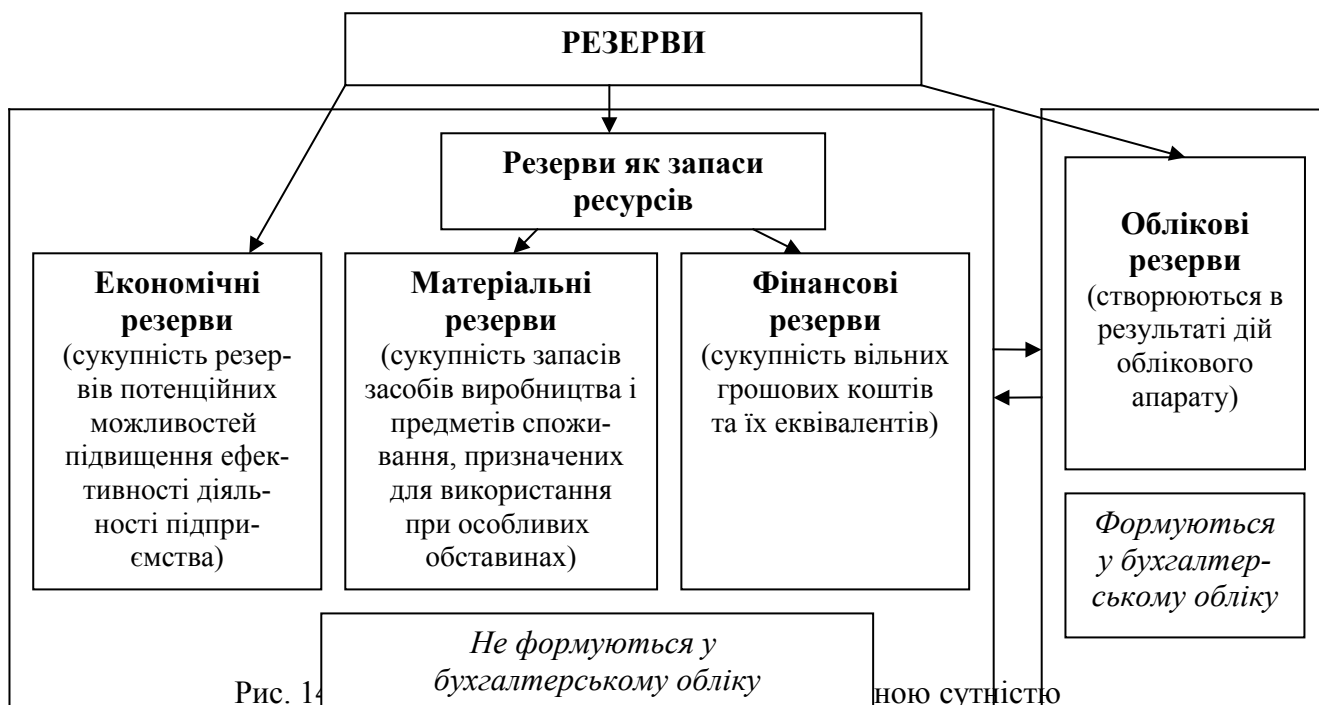 РЕЗЕРВИ
Резерви як запаси
ресурсів
Економічні
резерви
(сукупність резер-
вів потенційних
можливостей
підвищення ефек-
тивності діяль-
ності підпри-
ємства)
Матеріальні
резерви
(сукупність запасів
засобів виробництва і
предметів спожи-
вання, призначених
для використання
при особливих
обставинах)
Фінансові
резерви
(сукупність вільних
грошових коштів
та їх еквівалентів)
Облікові
резерви
(створюються в
результаті дій
облікового
апарату)
Формуються
у бухгалтер-
ському обліку
Не формуються у
бухгалтерському обліку
Рис. 14 ною сутністю